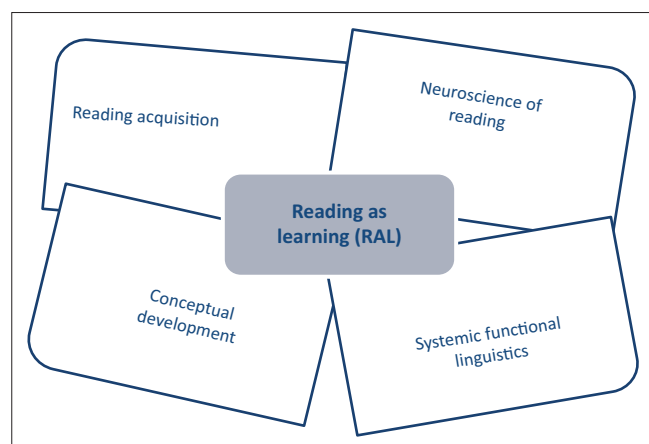 Reading acquisition
Neuroscience of
reading
Reading as
learning (RAL)
Conceptual
development
Systemic functional
linguistics